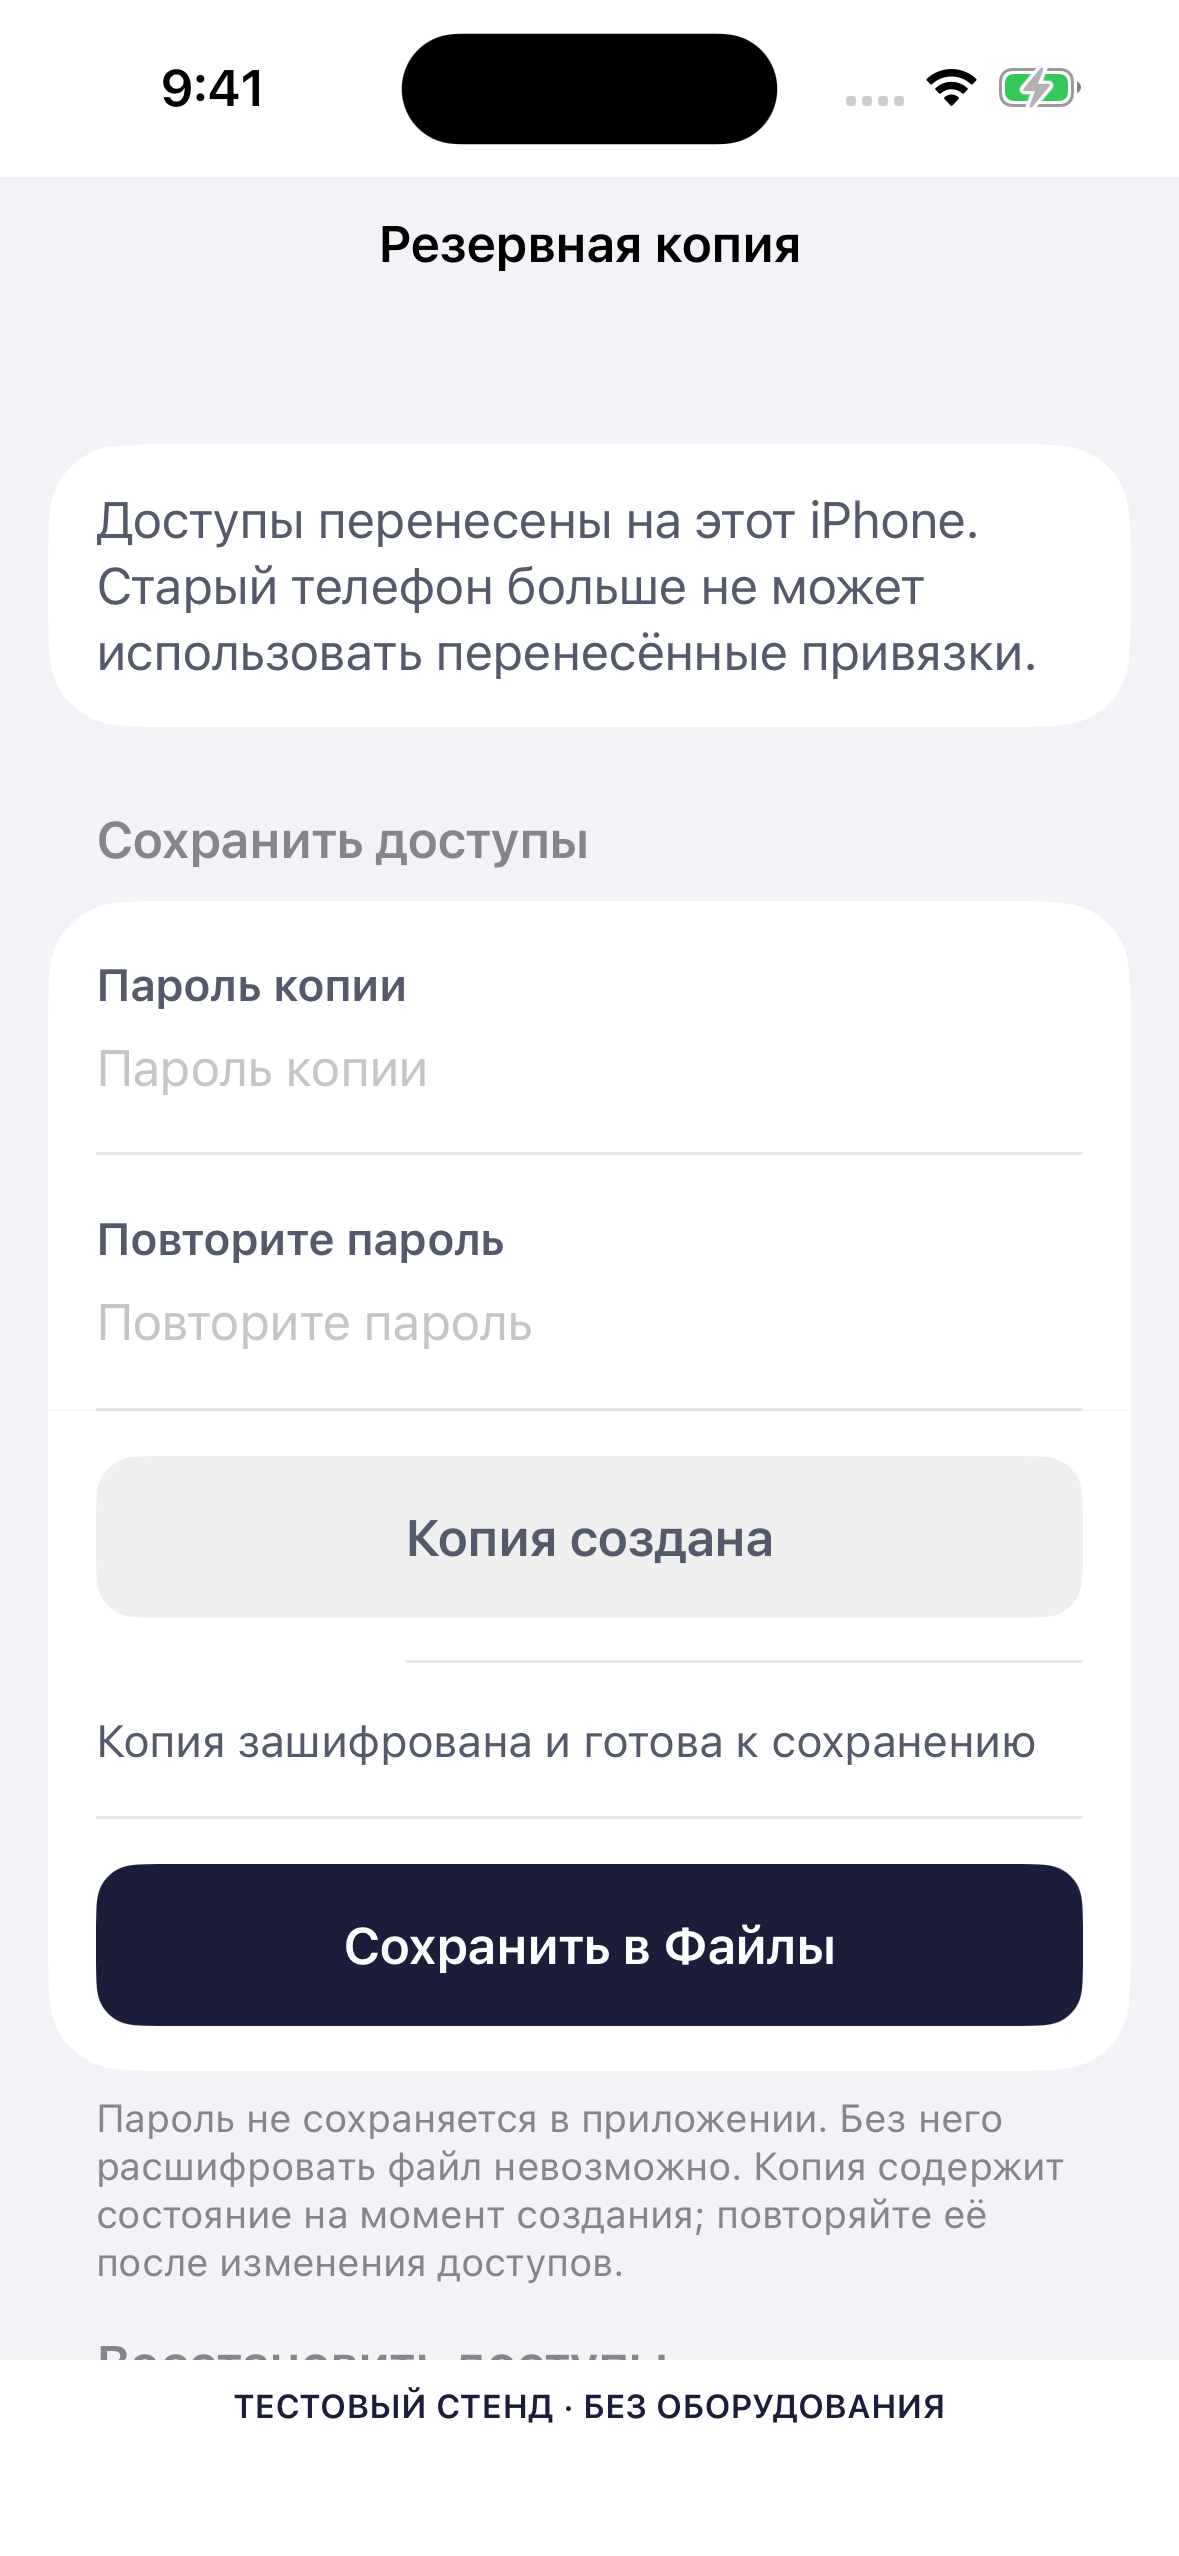 9:41
Резервная копия
Доступы перенесены на этот iPhone.
Старый телефон больше не может
использовать перенесённые привязки.
Сохранить доступы
Пароль копии
Пароль копии
Повторите пароль
Повторите пароль
Копия создана
Копия зашифрована и готова к сохранению
Сохранить в Файлы
Пароль не сохраняется в приложении. Без него
расшифровать файл невозможно. Копия содержит
состояние на момент создания; повторяйте её
после изменения доступов.
Восстановить доступы
ТЕСТОВЫЙ СТЕНД · БЕЗ ОБОРУДОВАНИЯ